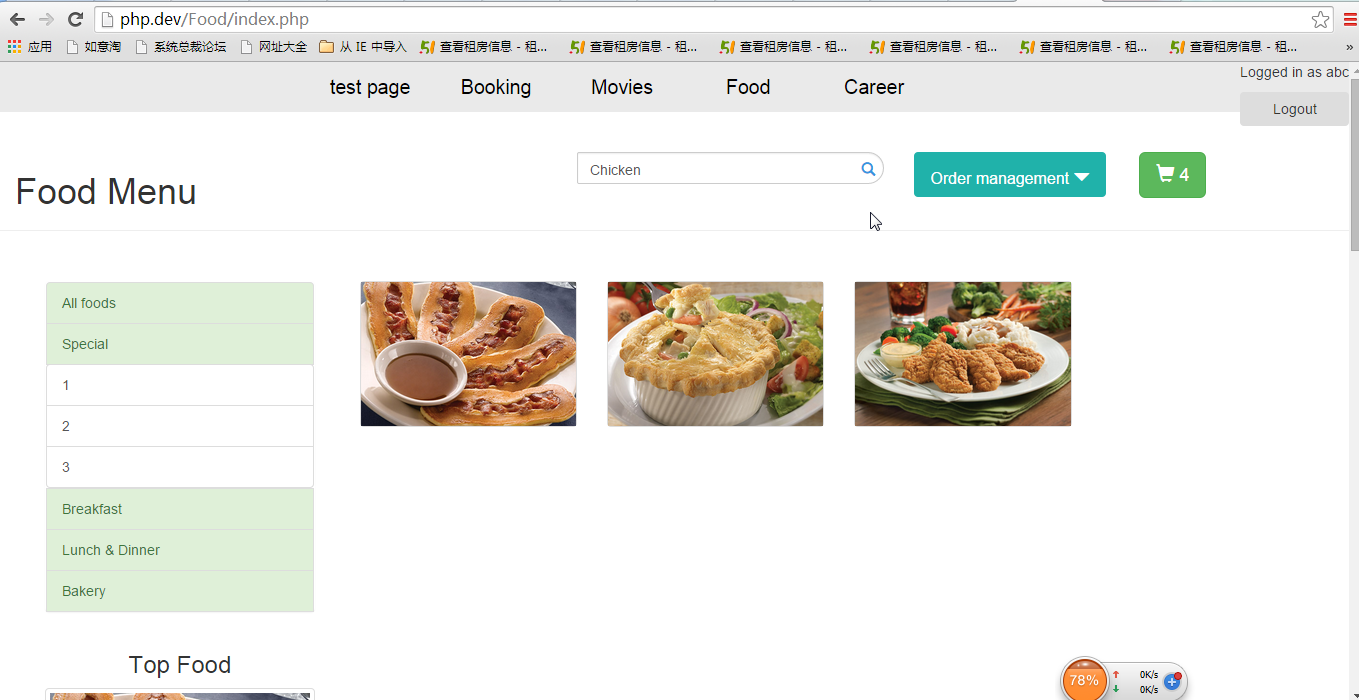 php.dev/Food/index.php
应用 如意淘 系统总裁论坛 网址大全 从 IE 中导入 查看租房信息 - 租... 查看租房信息 - 租... 查看租房信息 - 租... 查看租房信息 - 租... 查看租房信息 - 租... 查看租房信息 - 租... »
test page Booking Movies Food Career
Logged in as abc
Logout
Food Menu
Chicken
Order management
4
All foods
Special
1
2
3
Breakfast
Lunch & Dinner
Bakery
Top Food
78%
0K/s
0K/s